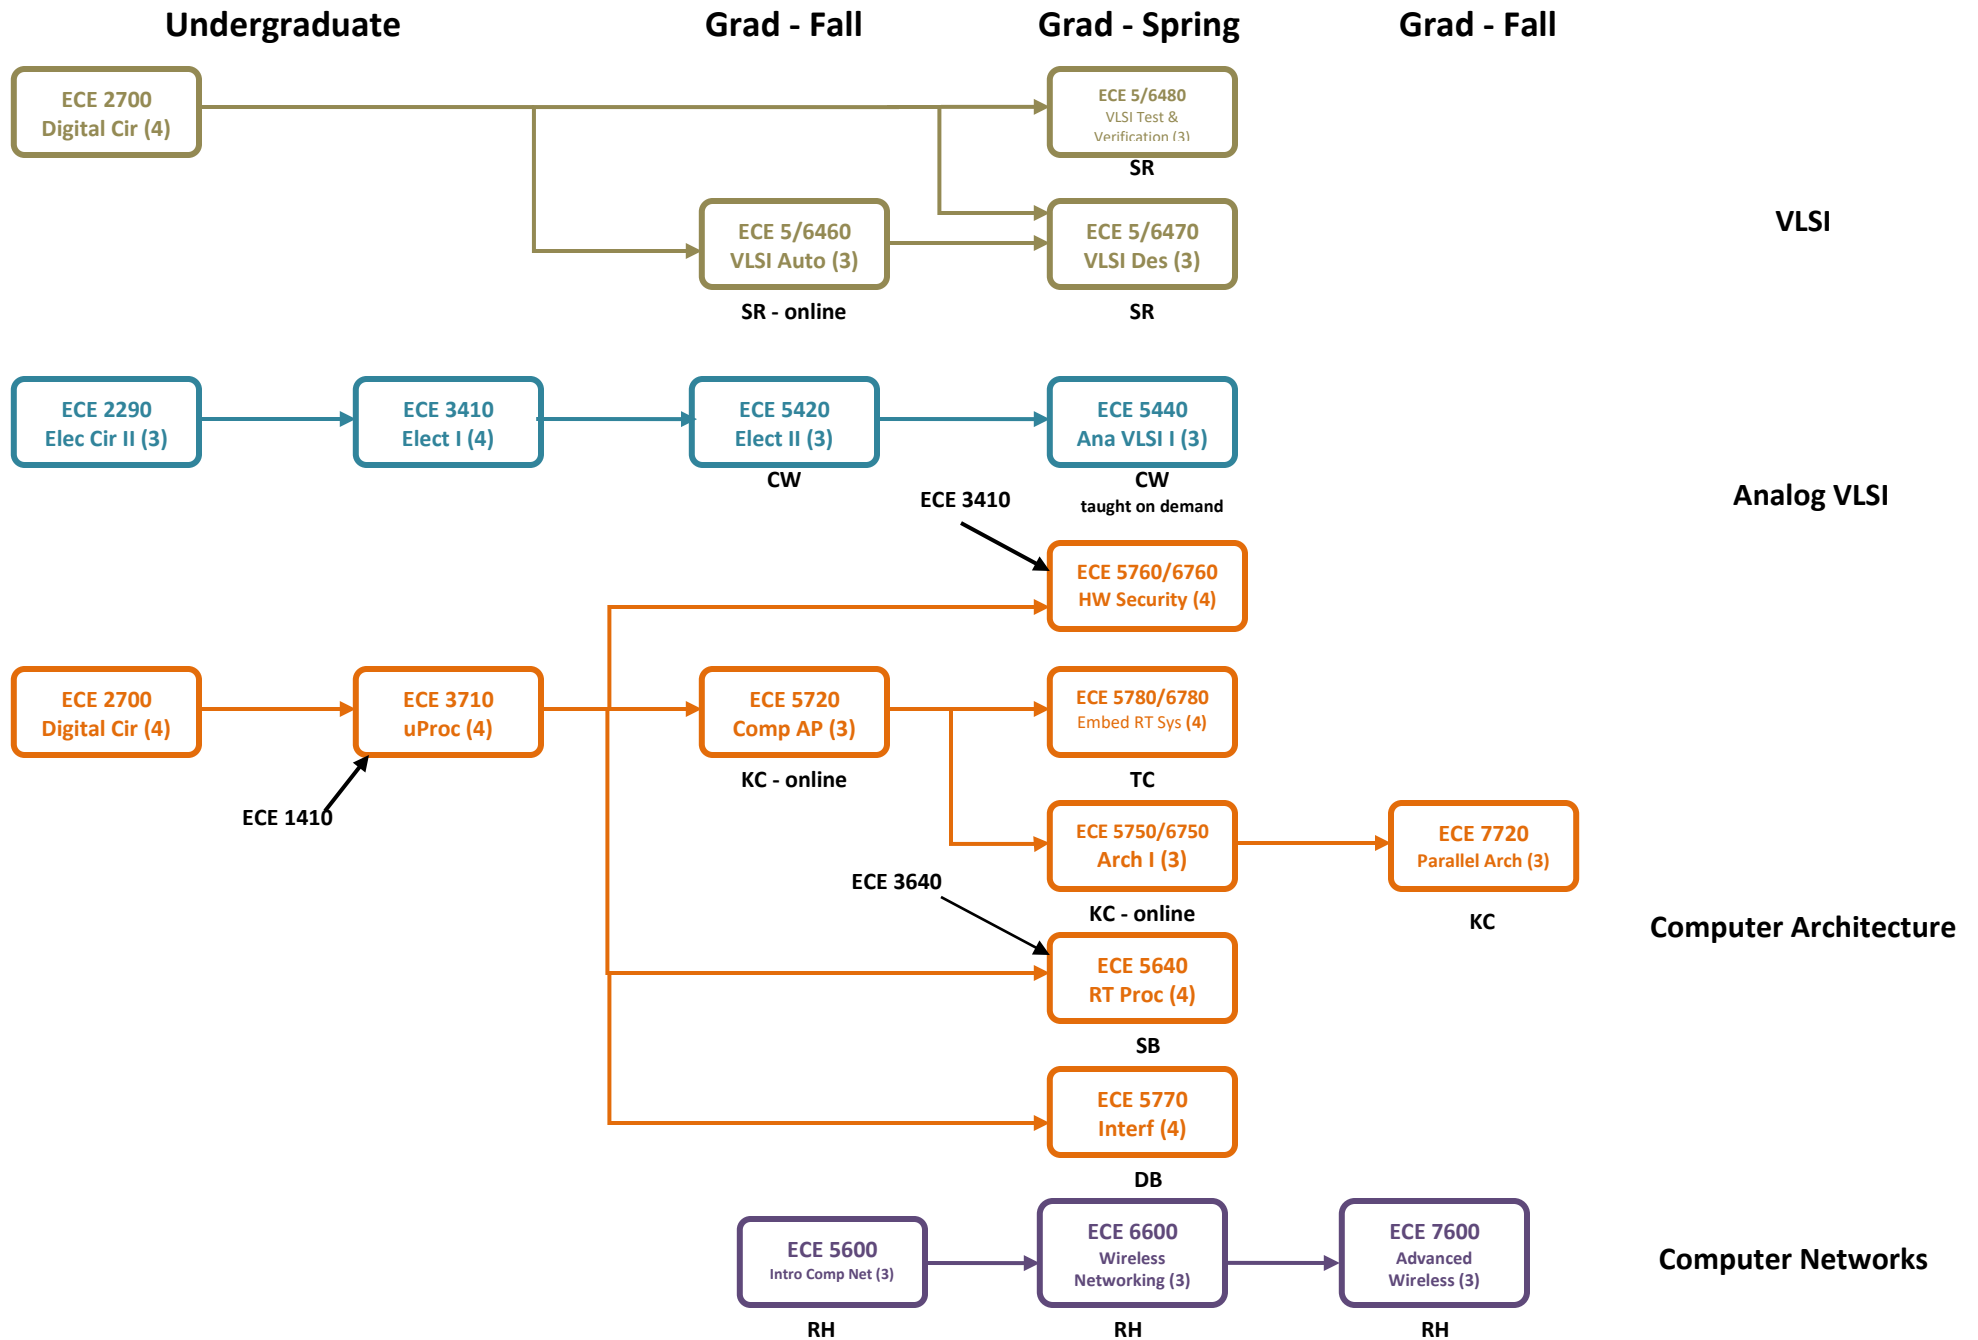 Undergraduate
Grad - Fall
Grad - Spring
Grad - Fall
ECE 2700
Digital Cir (4)
ECE 5/6480
VLSI Test &
Verification (3)
SR
ECE 5/6460
VLSI Auto (3)
SR - online
ECE 5/6470
VLSI Des (3)
SR
VLSI
ECE 2290
Elec Cir II (3)
ECE 3410
Elect I (4)
ECE 5420
Elect II (3)
CW
ECE 5440
Ana VLSI I (3)
CW
taught on demand
Analog VLSI
ECE 3410
ECE 5760/6760
HW Security (4)
ECE 2700
Digital Cir (4)
ECE 3710
uProc (4)
ECE 1410
ECE 5720
Comp AP (3)
KC - online
ECE 5780/6780
Embed RT Sys (4)
TC
ECE 5750/6750
Arch I (3)
KC - online
ECE 7720
Parallel Arch (3)
KC
ECE 3640
ECE 5640
RT Proc (4)
SB
Computer Architecture
ECE 5770
Interf (4)
DB
ECE 5600
Intro Comp Net (3)
RH
ECE 6600
Wireless
Networking (3)
RH
ECE 7600
Advanced
Wireless (3)
RH
Computer Networks